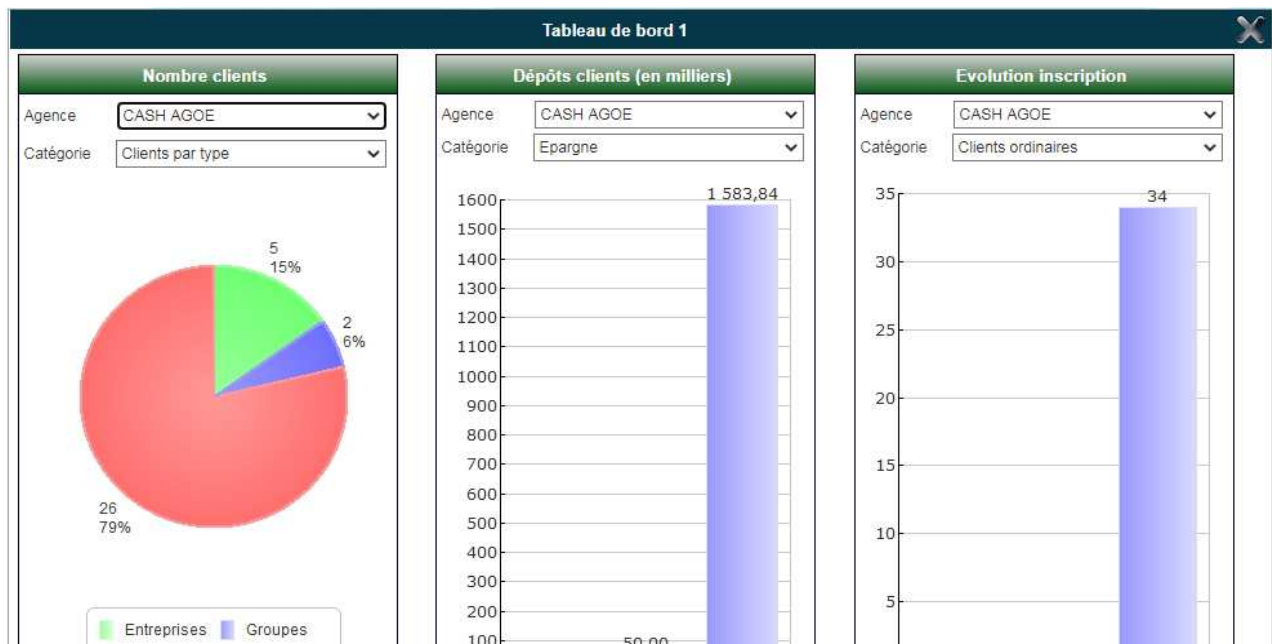 Tableau de bord 1
Nombre clients
Agence CASH AGOE
Catégorie Clients par type
5
15%
2
6%
26
79%
Entreprises Groupes
Dépôts clients (en milliers)
Agence CASH AGOE
Catégorie Epargne
1 583,84
1600
1500
1400
1300
1200
1100
1000
900
800
700
600
500
400
300
200
100
50,00
Evolution inscription
Agence CASH AGOE
Catégorie Clients ordinaires
34
35
30
25
20
15
10
5